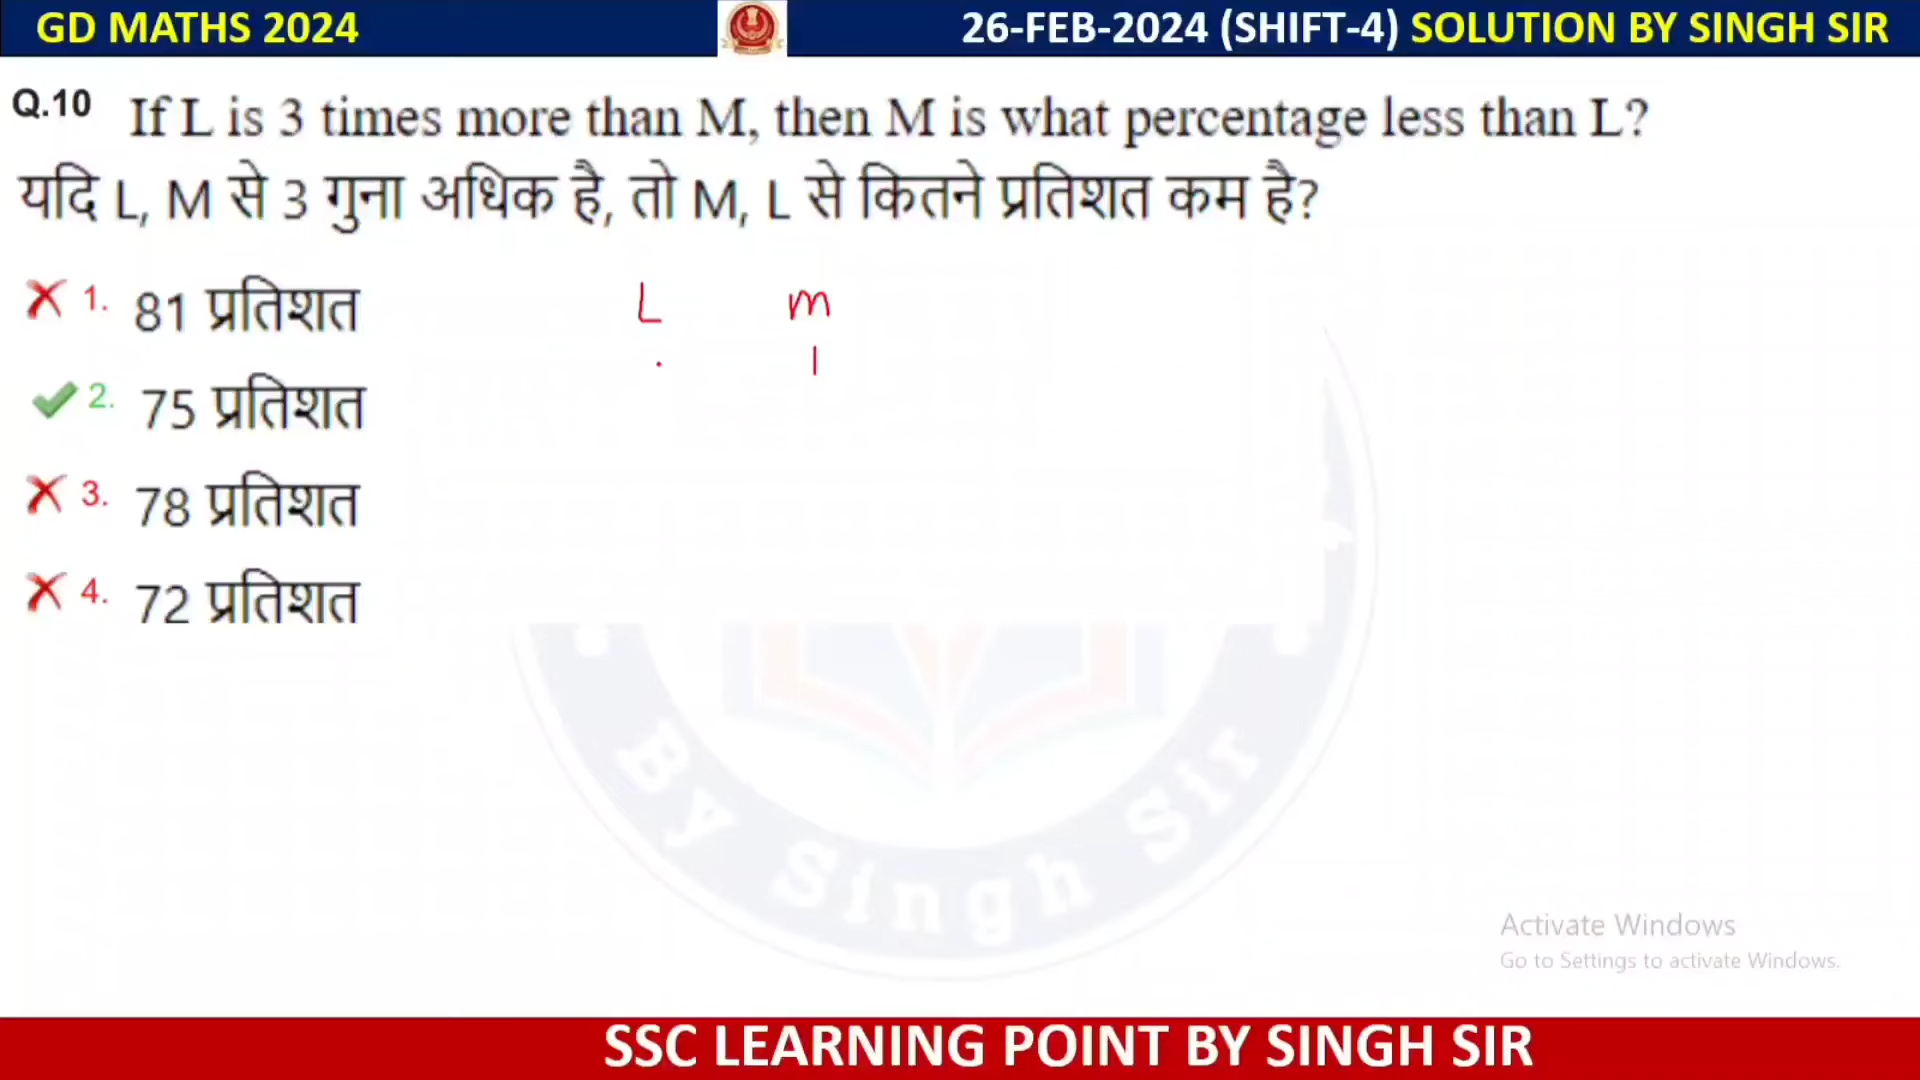 GD MATHS 2024
26-FEB-2024 (SHIFT-4) SOLUTION BY SINGH SIR
Q.10 If L is 3 times more than M, then M is what percentage less than L?
यदि L, M से 3 गुना अधिक है, तो M, L से कितने प्रतिशत कम है?
1. 81 प्रतिशत
L m
1
2. 75 प्रतिशत
3. 78 प्रतिशत
4. 72 प्रतिशत
By Singh Sir
Activate Windows
Go to Settings to activate Windows.
SSC LEARNING POINT BY SINGH SIR